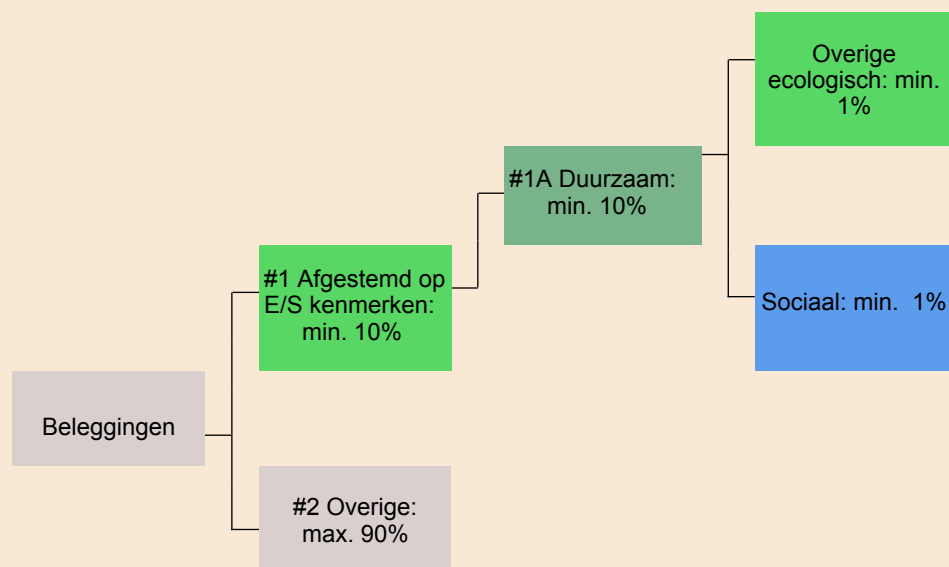 Overige
ecologisch: min.
1%
#1A Duurzaam:
min. 10%
#1 Afgestemd op
E/S kenmerken:
min. 10%
Sociaal: min. 1%
Beleggingen
#2 Overige:
max. 90%